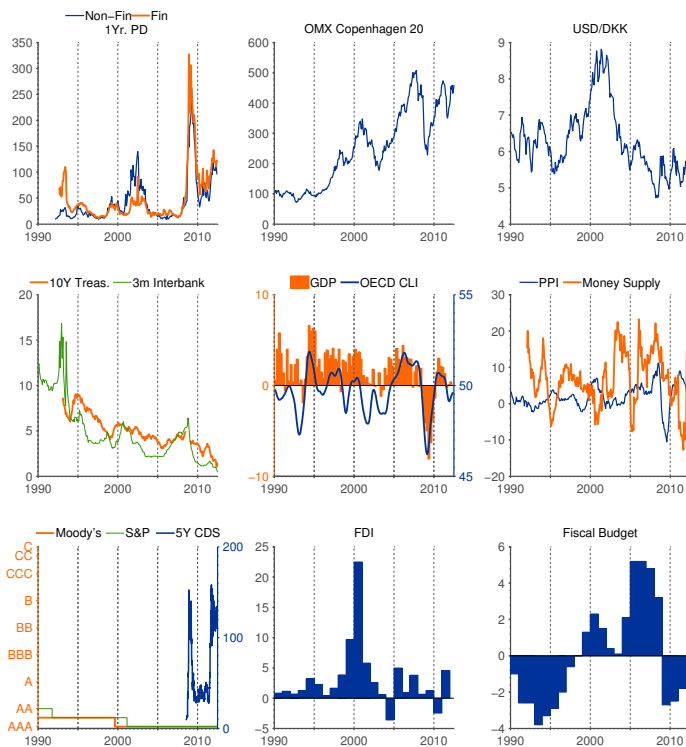 Non−Fin Fin
1Yr. PD
350
300
250
200
150
100
50
0
1990 2000 2010
OMX Copenhagen 20
600
500
400
300
200
100
0
1990 2000 2010
USD/DKK
9
8
7
6
5
4
1990 2000 2010
10Y Treas. 3m Interbank
20
15
10
5
0
1990 2000 2010
GDP OECD CLI
10
0
−10
55
50
45
1990 2000 2010
PPI Money Supply
30
20
10
0
−10
−20
1990 2000 2010
Moody's S&P 5Y CDS
C
CC
CCC
B
BB
BBB
A
AA
AAA
200
100
0
1990 2000 2010
FDI
25
20
15
10
5
0
−5
1990 2000 2010
Fiscal Budget
6
4
2
0
−2
−4
1990 2000 2010